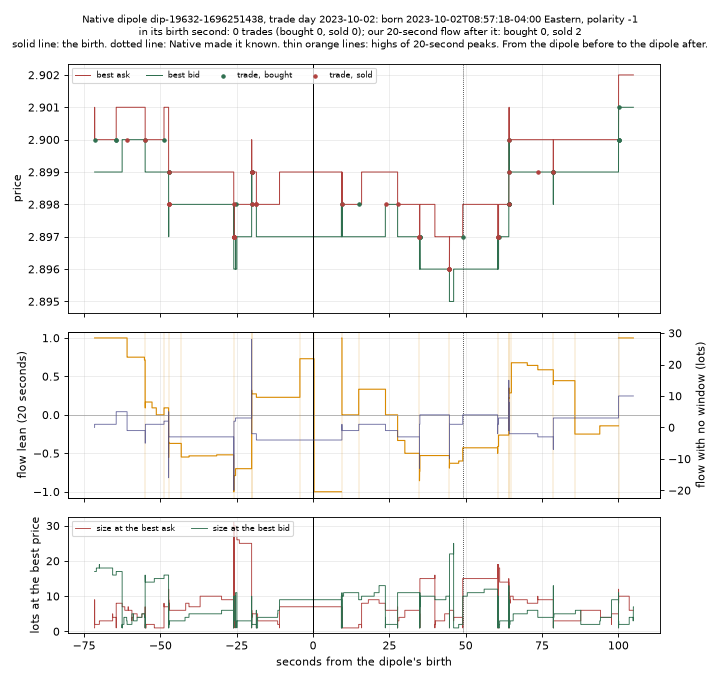 Native dipole dip-19632-1696251438, trade day 2023-10-02: born 2023-10-02T08:57:18-04:00 Eastern, polarity -1
in its birth second: 0 trades (bought 0, sold 0); our 20-second flow after it: bought 0, sold 2
solid line: the birth. dotted line: Native made it known. thin orange lines: highs of 20-second peaks. From the dipole before to the dipole after.
best ask best bid trade, bought trade, sold
2.902
2.901
2.900
2.899
2.898
2.897
2.896
2.895
price
1.0
0.5
0.0
−0.5
−1.0
flow lean (20 seconds)
30
20
10
0
−10
−20
flow with no window (lots)
size at the best ask size at the best bid
30
20
10
0
lots at the best price
−75 −50 −25 0 25 50 75 100
seconds from the dipole's birth